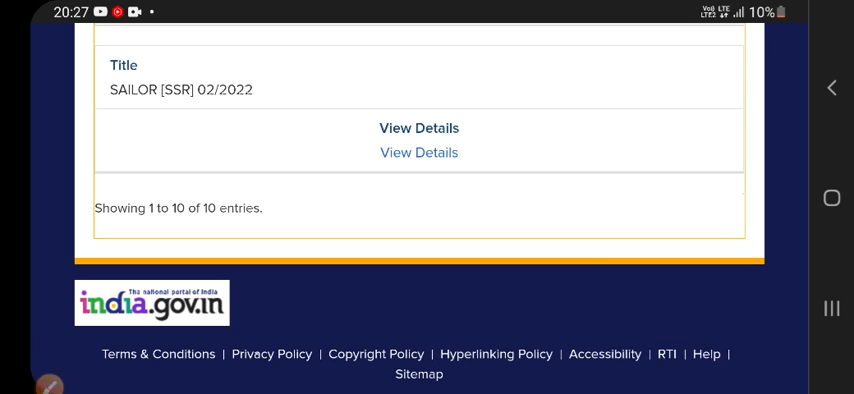 20:27
Vo)) LTE
LTE2
10%
Title
SAILOR [SSR] 02/2022
View Details
View Details
Showing 1 to 10 of 10 entries.
The national portal of India
india.gov.in
Terms & Conditions | Privacy Policy | Copyright Policy | Hyperlinking Policy | Accessibility | RTI | Help |
Sitemap